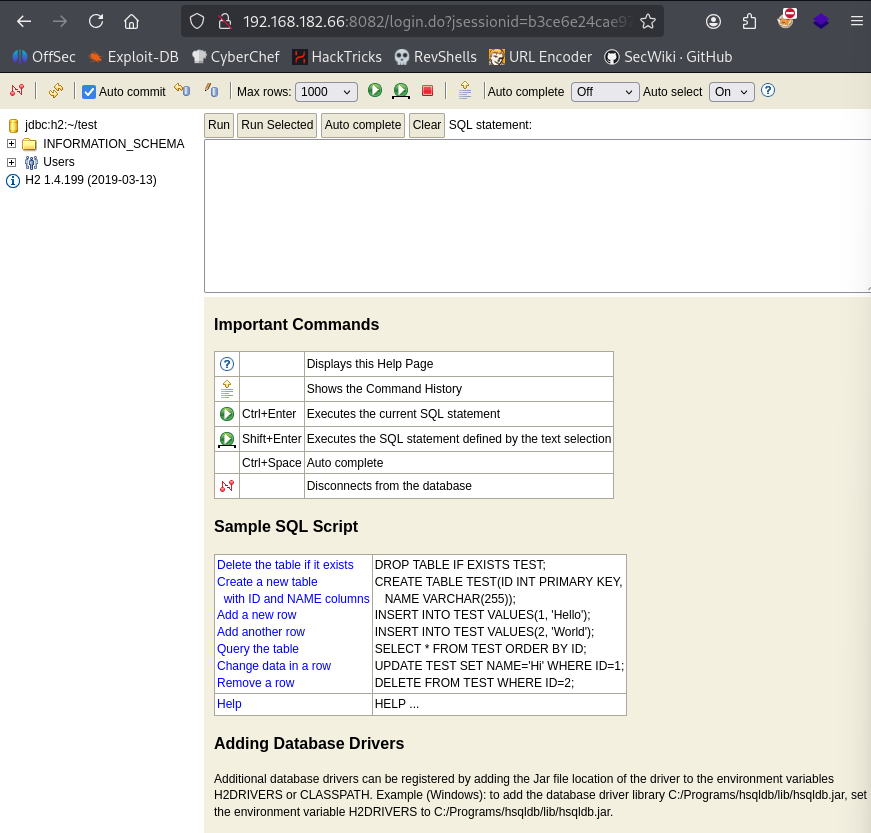 192.168.182.66:8082/login.do?jsessionid=b3ce6e24cae9
OffSec Exploit-DB CyberChef HackTricks RevShells URL Encoder SecWiki · GitHub
Auto commit Max rows: 1000 Auto complete Off Auto select On
jdbc:h2:~/test
INFORMATION_SCHEMA
Users
H2 1.4.199 (2019-03-13)
Run Run Selected Auto complete Clear SQL statement:
Important Commands
Displays this Help Page
Shows the Command History
Ctrl+Enter Executes the current SQL statement
Shift+Enter Executes the SQL statement defined by the text selection
Ctrl+Space Auto complete
Disconnects from the database
Sample SQL Script
Delete the table if it exists DROP TABLE IF EXISTS TEST;
Create a new table CREATE TABLE TEST(ID INT PRIMARY KEY,
with ID and NAME columns NAME VARCHAR(255));
Add a new row INSERT INTO TEST VALUES(1, 'Hello');
Add another row INSERT INTO TEST VALUES(2, 'World');
Query the table SELECT * FROM TEST ORDER BY ID;
Change data in a row UPDATE TEST SET NAME='Hi' WHERE ID=1;
Remove a row DELETE FROM TEST WHERE ID=2;
Help HELP ...
Adding Database Drivers
Additional database drivers can be registered by adding the Jar file location of the driver to the environment variables
H2DRIVERS or CLASSPATH. Example (Windows): to add the database driver library C:/Programs/hsqldb/lib/hsqldb.jar, set
the environment variable H2DRIVERS to C:/Programs/hsqldb/lib/hsqldb.jar.